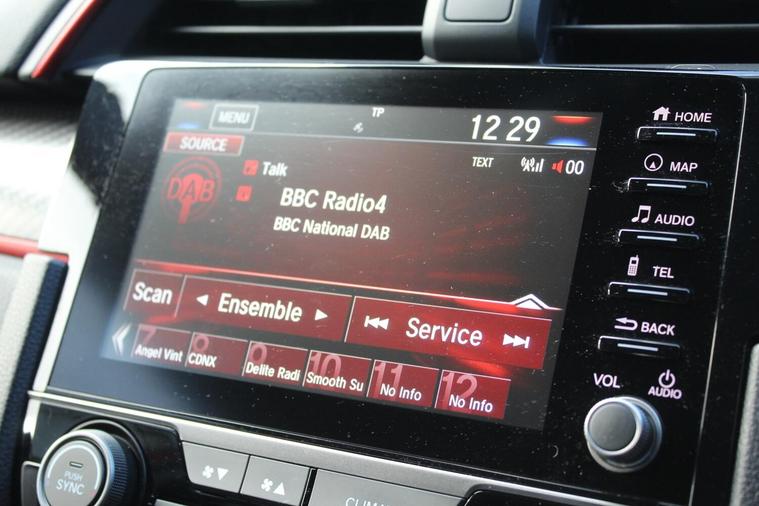 MENU
TP
12 29
SOURCE
TEXT
00
DAB
Talk
BBC Radio4
BBC National DAB
Scan
Ensemble
Service
7
Angel Vint
8
CDNX
9
Delite Radi
10
Smooth Su
11
No Info
12
No Info
HOME
MAP
AUDIO
TEL
BACK
VOL
AUDIO
PUSH
SYNC